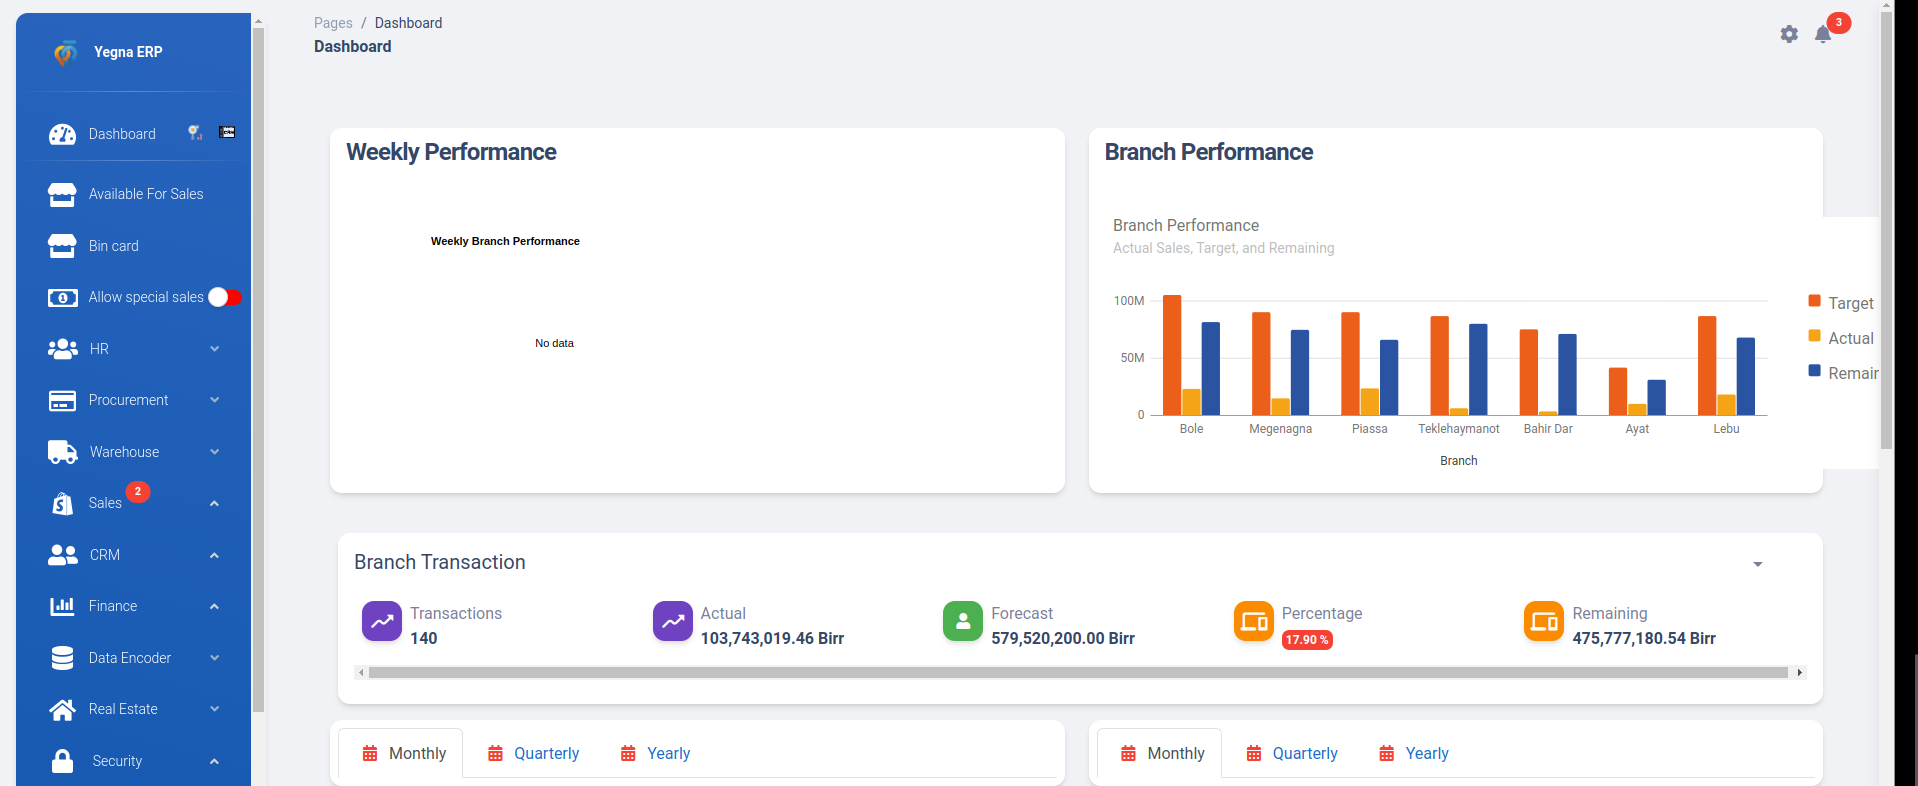 Yegna ERP
Dashboard
Available For Sales
Bin card
Allow special sales
HR
Procurement
Warehouse
Sales 2
CRM
Finance
Data Encoder
Real Estate
Security
Pages / Dashboard
Dashboard
3
Weekly Performance
Weekly Branch Performance
No data
Branch Performance
Branch Performance
Actual Sales, Target, and Remaining
100M
50M
0
Bole Megenagna Piassa Teklehaymanot Bahir Dar Ayat Lebu
Branch
Target
Actual
Remain
Branch Transaction
Transactions
140
Actual
103,743,019.46 Birr
Forecast
579,520,200.00 Birr
Percentage
17.90 %
Remaining
475,777,180.54 Birr
Monthly Quarterly Yearly
Monthly Quarterly Yearly